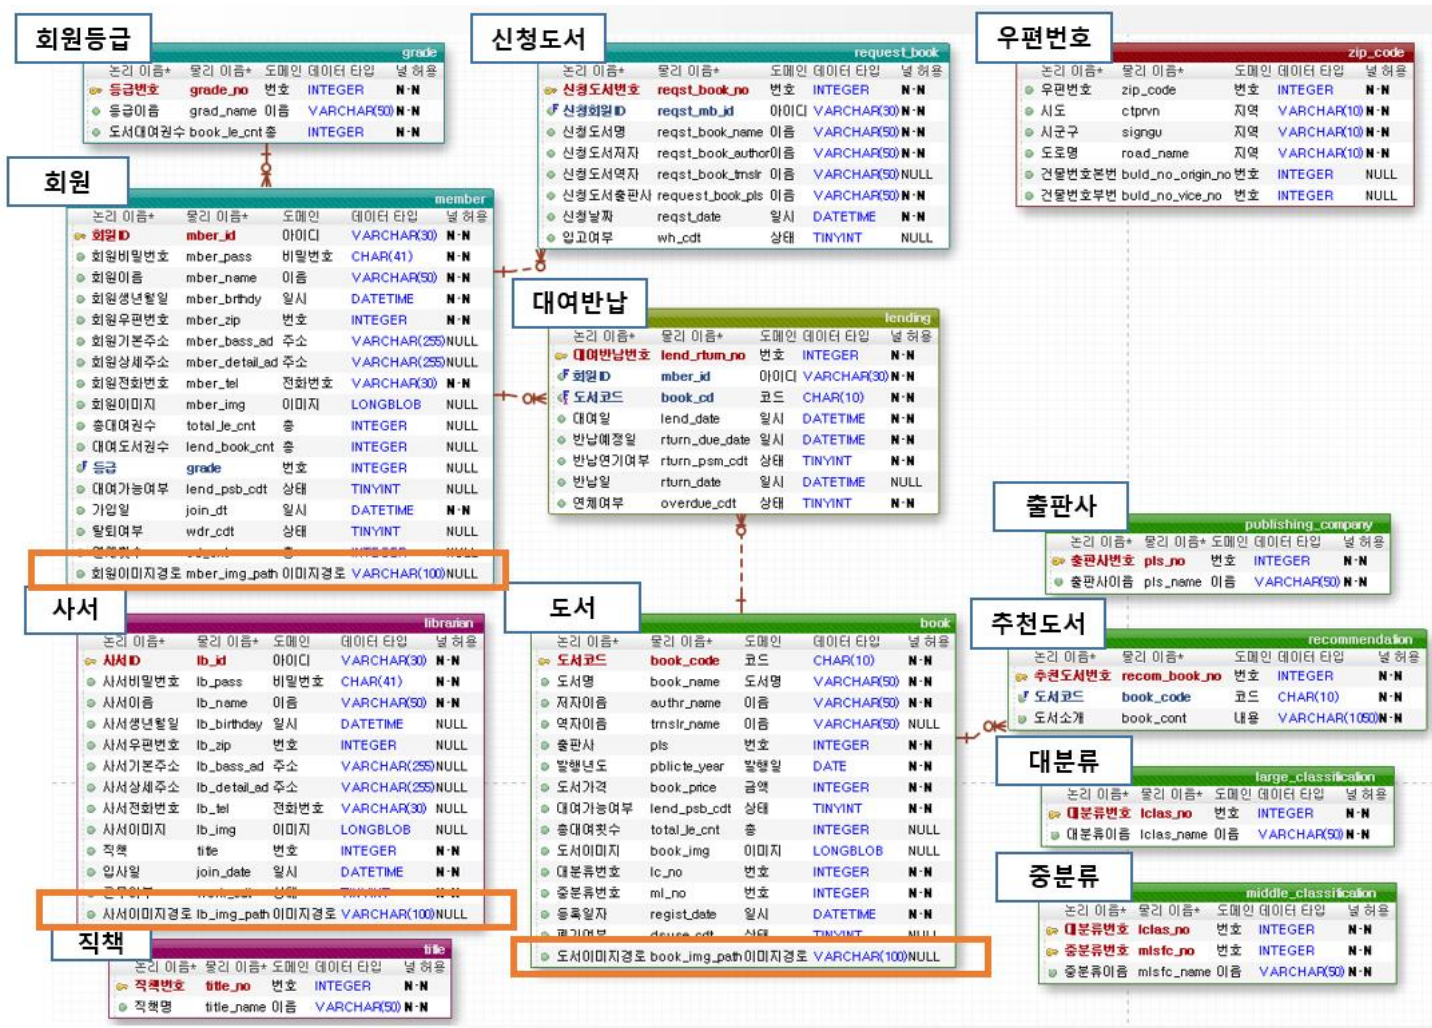 회원등급
grade
논리 이름* 물리 이름* 도메인 데이터 타입 널 허용
등급번호 grade_no 번호 INTEGER N-N
등급이름 grad_name 이름 VARCHAR(50) N-N
도서대여권수 book_le_cnt 총 INTEGER N-N
신청도서
request_book
논리 이름* 물리 이름* 도메인 데이터 타입 널 허용
신청도서번호 reqst_book_no 번호 INTEGER N-N
신청회원ID reqst_mb_id 아이디 VARCHAR(30) N-N
신청도서명 reqst_book_name 이름 VARCHAR(50) N-N
신청도서저자 reqst_book_author 이름 VARCHAR(50) N-N
신청도서역자 reqst_book_trnslr 이름 VARCHAR(50) NULL
신청도서출판사 request_book_pls 이름 VARCHAR(50) N-N
신청날짜 reqst_date 일시 DATETIME N-N
입고여부 wh_cdt 상태 TINYINT NULL
우편번호
zip_code
논리 이름* 물리 이름* 도메인 데이터 타입 널 허용
우편번호 zip_code 번호 INTEGER N-N
시도 ctprvn 지역 VARCHAR(10) N-N
시군구 signgu 지역 VARCHAR(10) N-N
도로명 road_name 지역 VARCHAR(10) N-N
건물번호본번 buld_no_origin_no 번호 INTEGER NULL
건물번호부번 buld_no_vice_no 번호 INTEGER NULL
회원
member
논리 이름* 물리 이름* 도메인 데이터 타입 널 허용
회원ID mber_id 아이디 VARCHAR(30) N-N
회원비밀번호 mber_pass 비밀번호 CHAR(41) N-N
회원이름 mber_name 이름 VARCHAR(50) N-N
회원생년월일 mber_brthdy 일시 DATETIME N-N
회원우편번호 mber_zip 번호 INTEGER N-N
회원기본주소 mber_bass_ad 주소 VARCHAR(255) NULL
회원상세주소 mber_detail_ad 주소 VARCHAR(255) NULL
회원전화번호 mber_tel 전화번호 VARCHAR(30) N-N
회원이미지 mber_img 이미지 LONGBLOB NULL
총대여권수 total_le_cnt 총 INTEGER NULL
대여도서권수 lend_book_cnt 총 INTEGER NULL
등급 grade 번호 INTEGER NULL
대여가능여부 lend_psb_cdt 상태 TINYINT NULL
가입일 join_dt 일시 DATETIME N-N
탈퇴여부 wdr_cdt 상태 TINYINT NULL
회원이미지경로 mber_img_path 이미지경로 VARCHAR(100) NULL
대여반납
lending
논리 이름* 물리 이름* 도메인 데이터 타입 널 허용
대여반납번호 lend_rturn_no 번호 INTEGER N-N
회원ID mber_id 아이디 VARCHAR(30) N-N
도서코드 book_cd 코드 CHAR(10) N-N
대여일 lend_date 일시 DATETIME N-N
반납예정일 rturn_due_date 일시 DATETIME N-N
반납연기여부 rturn_psm_cdt 상태 TINYINT N-N
반납일 rturn_date 일시 DATETIME NULL
연체여부 overdue_cdt 상태 TINYINT N-N
출판사
publishing_company
논리 이름* 물리 이름* 도메인 데이터 타입 널 허용
출판사번호 pls_no 번호 INTEGER N-N
출판사이름 pls_name 이름 VARCHAR(50) N-N
사서
librarian
논리 이름* 물리 이름* 도메인 데이터 타입 널 허용
사서ID lb_id 아이디 VARCHAR(30) N-N
사서비밀번호 lb_pass 비밀번호 CHAR(41) N-N
사서이름 lb_name 이름 VARCHAR(50) N-N
사서생년월일 lb_birthday 일시 DATETIME NULL
사서우편번호 lb_zip 번호 INTEGER NULL
사서기본주소 lb_bass_ad 주소 VARCHAR(255) NULL
사서상세주소 lb_detail_ad 주소 VARCHAR(255) NULL
사서전화번호 lb_tel 전화번호 VARCHAR(30) NULL
사서이미지 lb_img 이미지 LONGBLOB NULL
직책 title 번호 INTEGER N-N
입사일 join_date 일시 DATETIME N-N
사서이미지경로 lb_img_path 이미지경로 VARCHAR(100) NULL
도서
book
논리 이름* 물리 이름* 도메인 데이터 타입 널 허용
도서코드 book_code 코드 CHAR(10) N-N
도서명 book_name 도서명 VARCHAR(50) N-N
저자이름 authr_name 이름 VARCHAR(50) N-N
역자이름 trnslr_name 이름 VARCHAR(50) NULL
출판사 pls 번호 INTEGER N-N
발행년도 pblicte_year 발행일 DATE N-N
도서가격 book_price 금액 INTEGER N-N
대여가능여부 lend_psb_cdt 상태 TINYINT N-N
총대여횟수 total_le_cnt 총 INTEGER NULL
도서이미지 book_img 이미지 LONGBLOB NULL
대분류번호 lc_no 번호 INTEGER N-N
중분류번호 ml_no 번호 INTEGER N-N
등록일자 regist_date 일시 DATETIME N-N
도서이미지경로 book_img_path 이미지경로 VARCHAR(100) NULL
추천도서
recommendation
논리 이름* 물리 이름* 도메인 데이터 타입 널 허용
추천도서번호 recom_book_no 번호 INTEGER N-N
도서코드 book_code 코드 CHAR(10) N-N
도서소개 book_cont 내용 VARCHAR(1050) N-N
대분류
large_classification
논리 이름* 물리 이름* 도메인 데이터 타입 널 허용
대분류번호 lclas_no 번호 INTEGER N-N
대분류이름 lclas_name 이름 VARCHAR(50) N-N
중분류
middle_classification
논리 이름* 물리 이름* 도메인 데이터 타입 널 허용
대분류번호 lclas_no 번호 INTEGER N-N
중분류번호 mlsfc_no 번호 INTEGER N-N
중분류이름 mlsfc_name 이름 VARCHAR(50) N-N
직책
title
논리 이름* 물리 이름* 도메인 데이터 타입 널 허용
직책번호 title_no 번호 INTEGER N-N
직책명 title_name 이름 VARCHAR(50) N-N